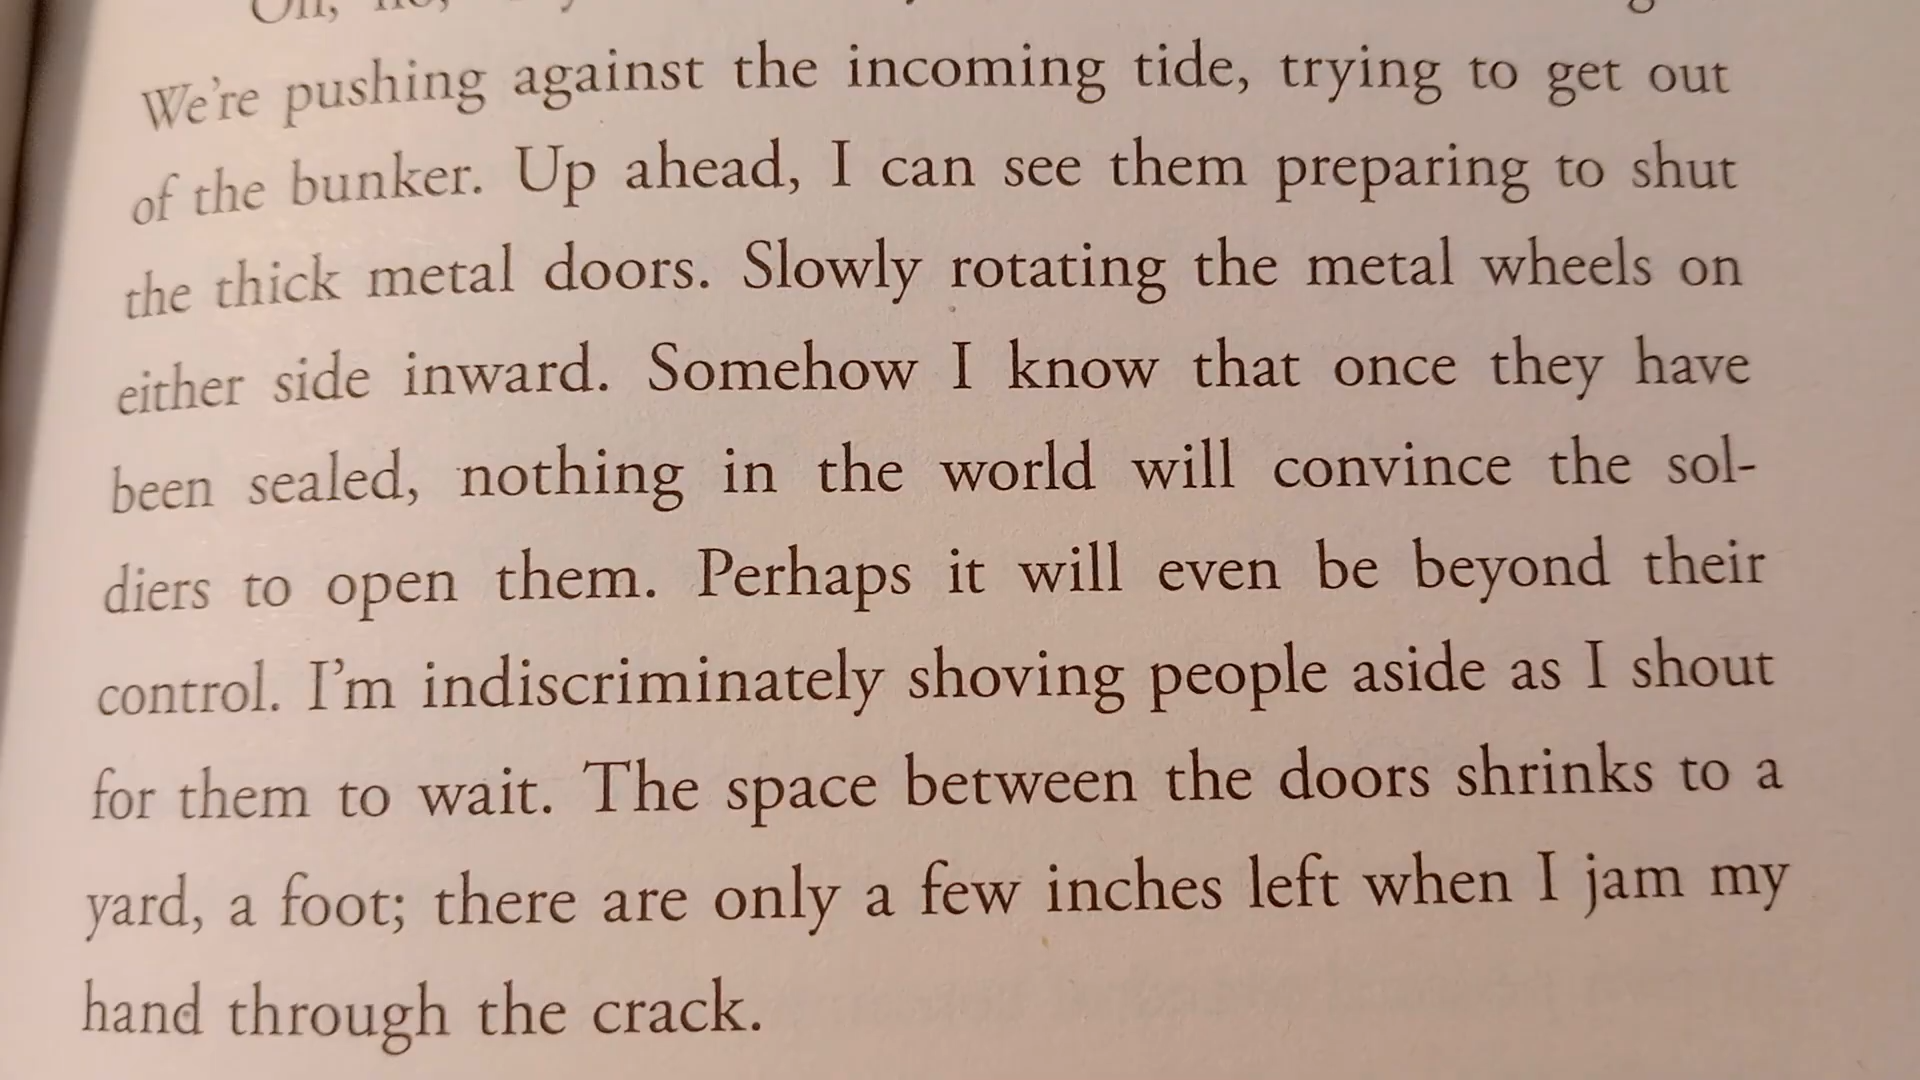 We're pushing against the incoming tide, trying to get out
of the bunker. Up ahead, I can see them preparing to shut
the thick metal doors. Slowly rotating the metal wheels on
either side inward. Somehow I know that once they have
been sealed, nothing in the world will convince the sol-
diers to open them. Perhaps it will even be beyond their
control. I'm indiscriminately shoving people aside as I shout
for them to wait. The space between the doors shrinks to a
yard, a foot; there are only a few inches left when I jam my
hand through the crack.